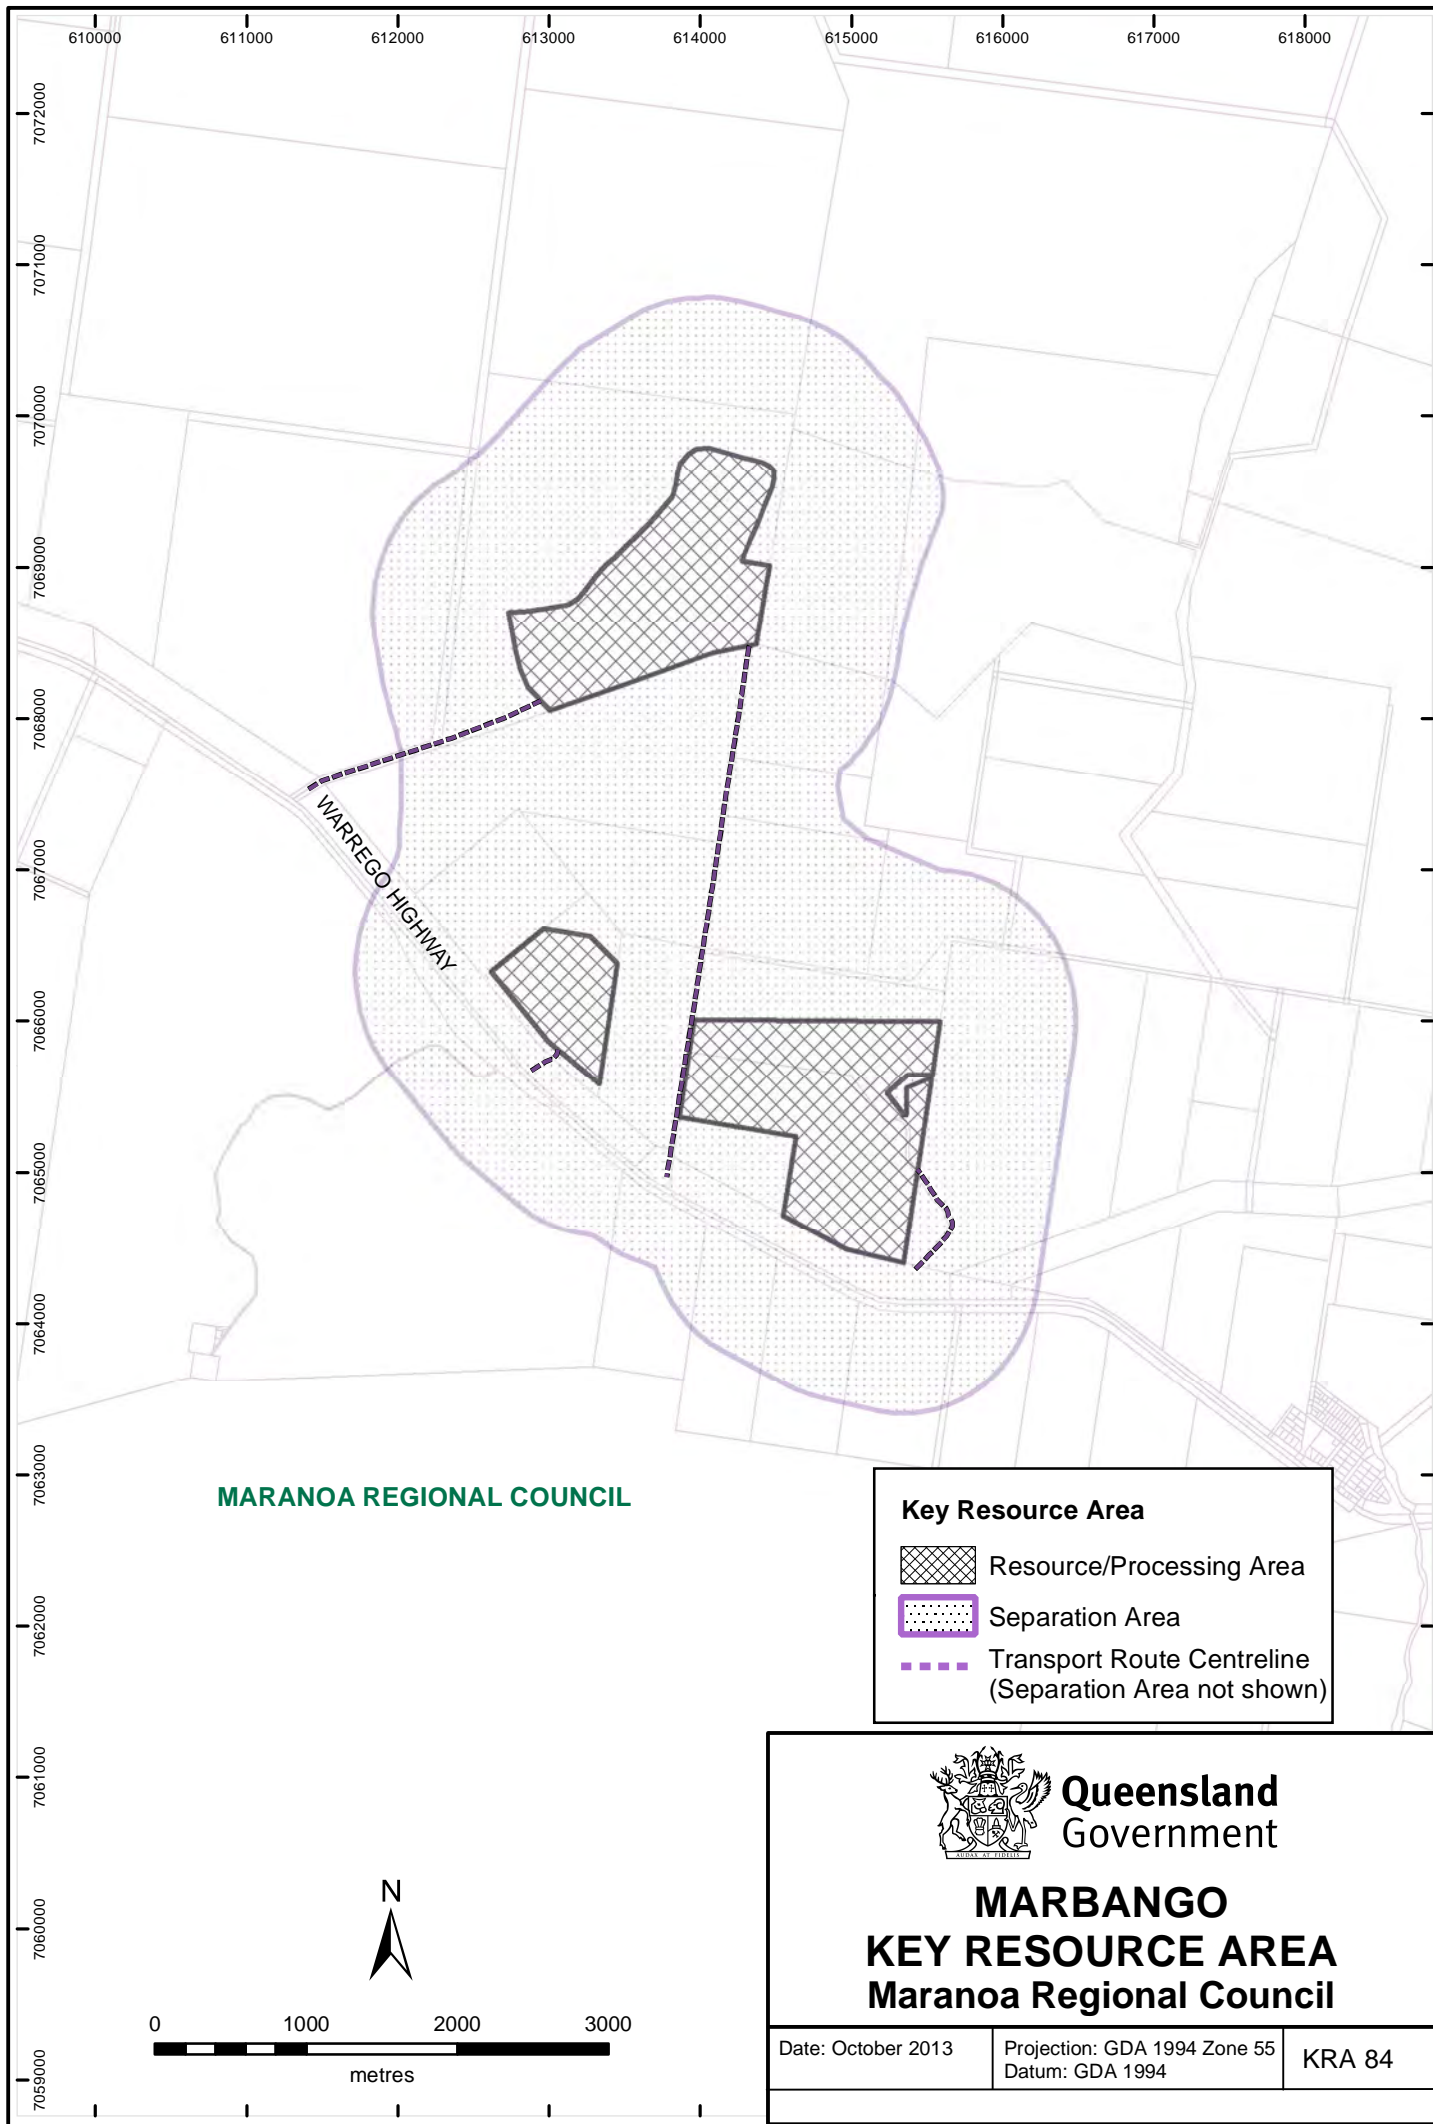 610000 611000 612000 613000 614000 615000 616000 617000 618000
7072000
7071000
7070000
7069000
7068000
7067000
7066000
7065000
7064000
7063000
7062000
7061000
7060000
7059000
WARREGO HIGHWAY
MARANOA REGIONAL COUNCIL
Key Resource Area
Resource/Processing Area
Separation Area
Transport Route Centreline
(Separation Area not shown)
N
0 1000 2000 3000
metres
AUDAX AT FIDELIS
Queensland
Government
MARBANGO
KEY RESOURCE AREA
Maranoa Regional Council
Date: October 2013
Projection: GDA 1994 Zone 55
Datum: GDA 1994
KRA 84